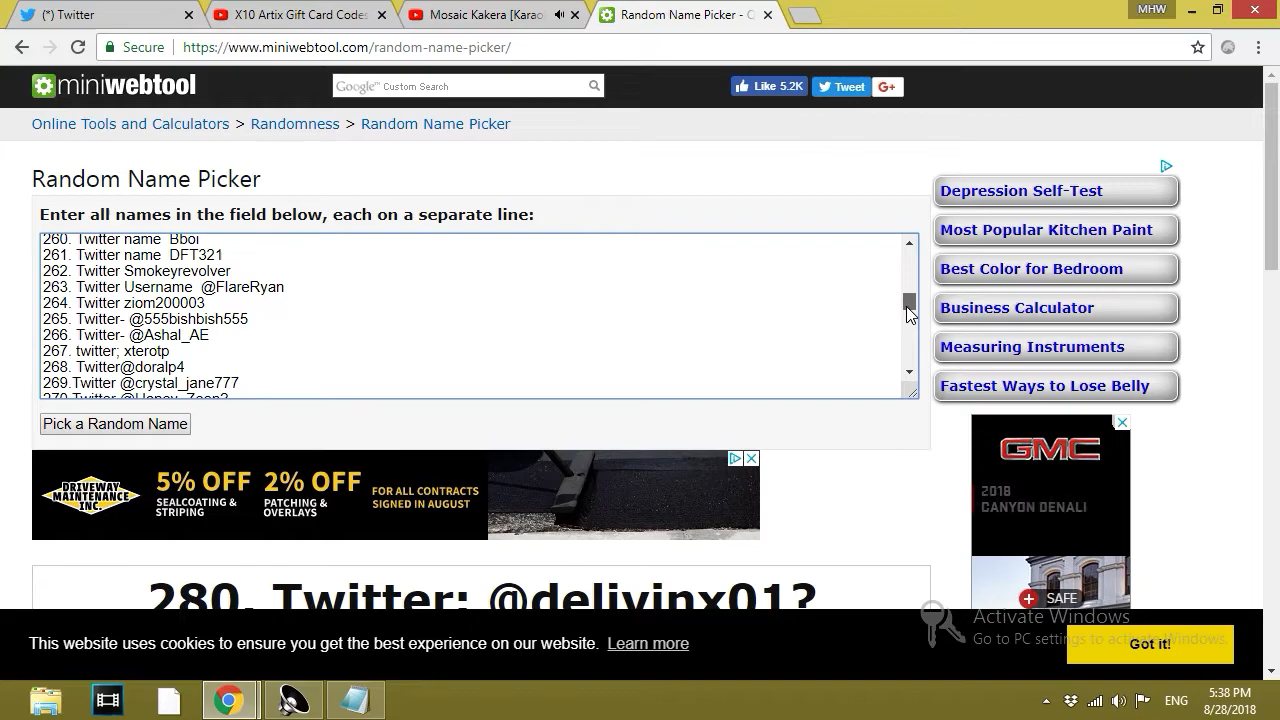 (*) Twitter
X10 Artix Gift Card Codes
Mosaic Kakera [Karao
Random Name Picker - O
MHW
Secure
https://www.miniwebtool.com/random-name-picker/
miniwebtool
Google™ Custom Search
Like 5.2K
Tweet
G+
Online Tools and Calculators > Randomness > Random Name Picker
Random Name Picker
Enter all names in the field below, each on a separate line:
260. Twitter name Bboi
261. Twitter name DFT321
262. Twitter Smokeyrevolver
263. Twitter Username @FlareRyan
264. Twitter ziom200003
265. Twitter- @555bishbish555
266. Twitter- @Ashal_AE
267. twitter; xterotp
268. Twitter@doralp4
269.Twitter @crystal_jane777
Pick a Random Name
Depression Self-Test
Most Popular Kitchen Paint
Best Color for Bedroom
Business Calculator
Measuring Instruments
Fastest Ways to Lose Belly
DRIVEWAY
MAINTENANCE
INC.
5% OFF
SEALCOATING &
STRIPING
2% OFF
PATCHING &
OVERLAYS
FOR ALL CONTRACTS
SIGNED IN AUGUST
GMC
2018
CANYON DENALI
SAFE
280. Twitter: @delivinx01?
Activate Windows
Go to PC settings to activate Windows.
This website uses cookies to ensure you get the best experience on our website. Learn more
Got it!
ENG
5:38 PM
8/28/2018